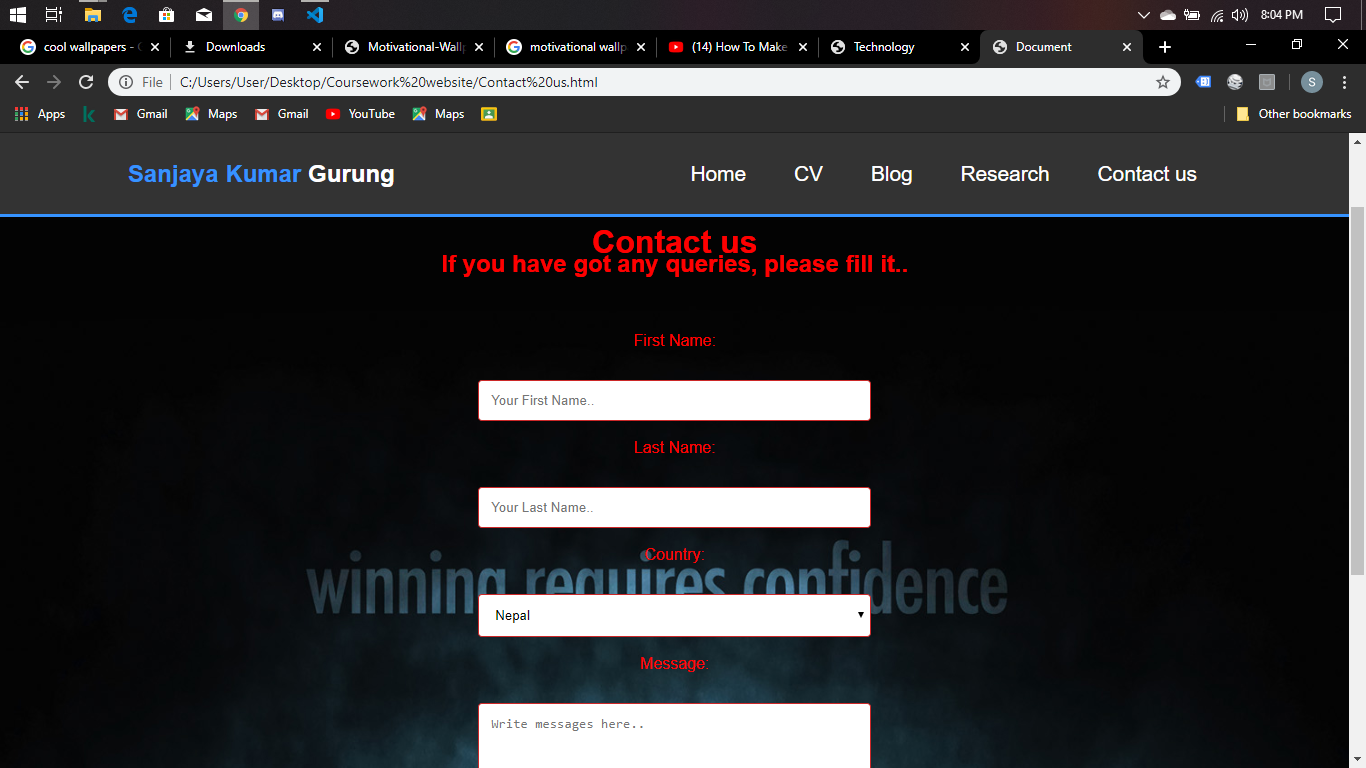 8:04 PM
cool wallpapers - G
Downloads
Motivational-Wall
motivational wallp
(14) How To Make
Technology
Document
File
C:/Users/User/Desktop/Coursework%20website/Contact%20us.html
S
Apps
Gmail
Maps
Gmail
YouTube
Maps
Other bookmarks
Sanjaya Kumar Gurung
Home
CV
Blog
Research
Contact us
Contact us
If you have got any queries, please fill it..
First Name:
Your First Name..
Last Name:
Your Last Name..
Country:
winning requires confidence
Nepal
Message:
Write messages here..